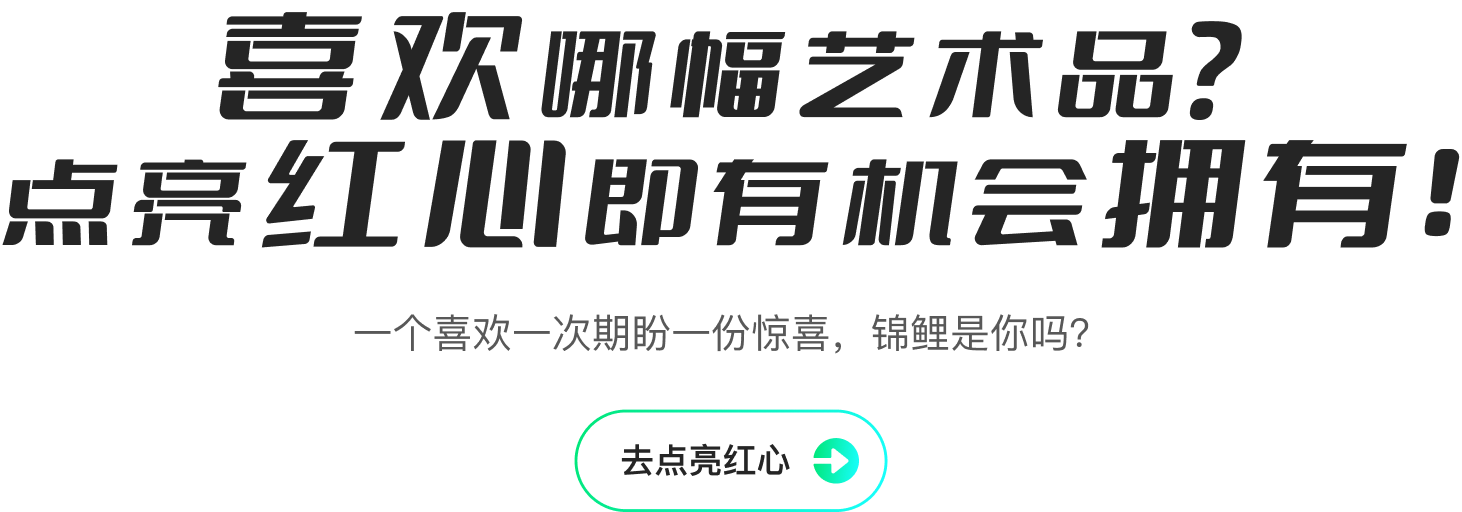 喜欢哪幅艺术品?
点亮红心即有机会拥有!
一个喜欢一次期盼一份惊喜，锦鲤是你吗？
去点亮红心